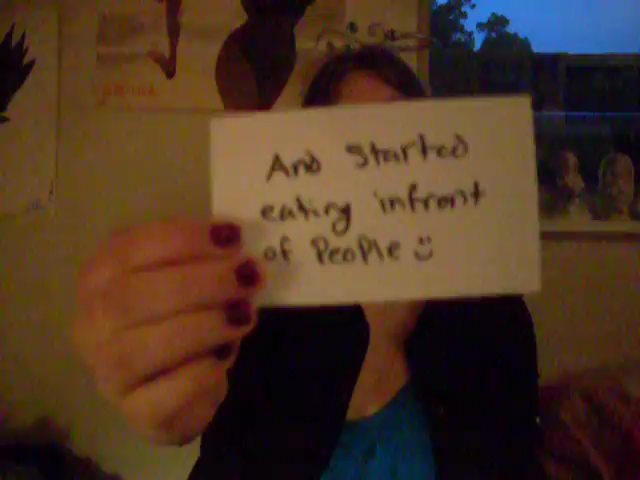 And Started
eating infront
of People :)